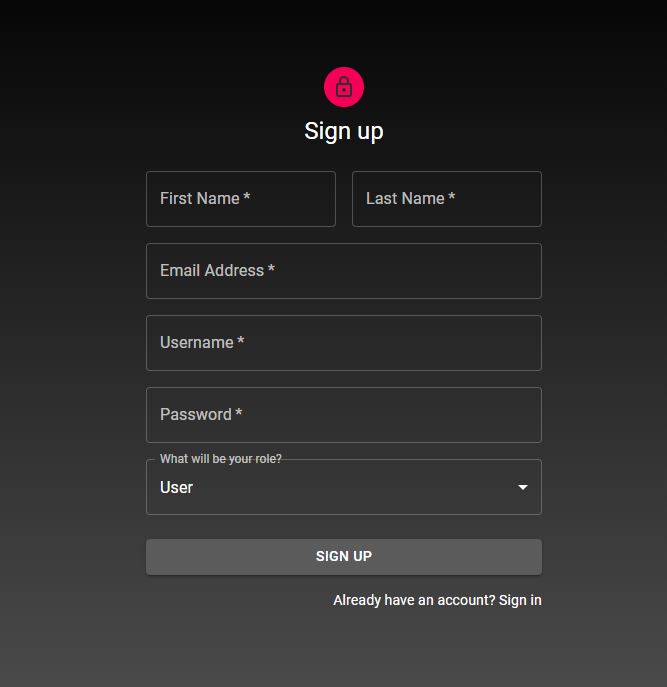 Sign up
First Name *
Last Name *
Email Address *
Username *
Password *
What will be your role?
User
SIGN UP
Already have an account? Sign in